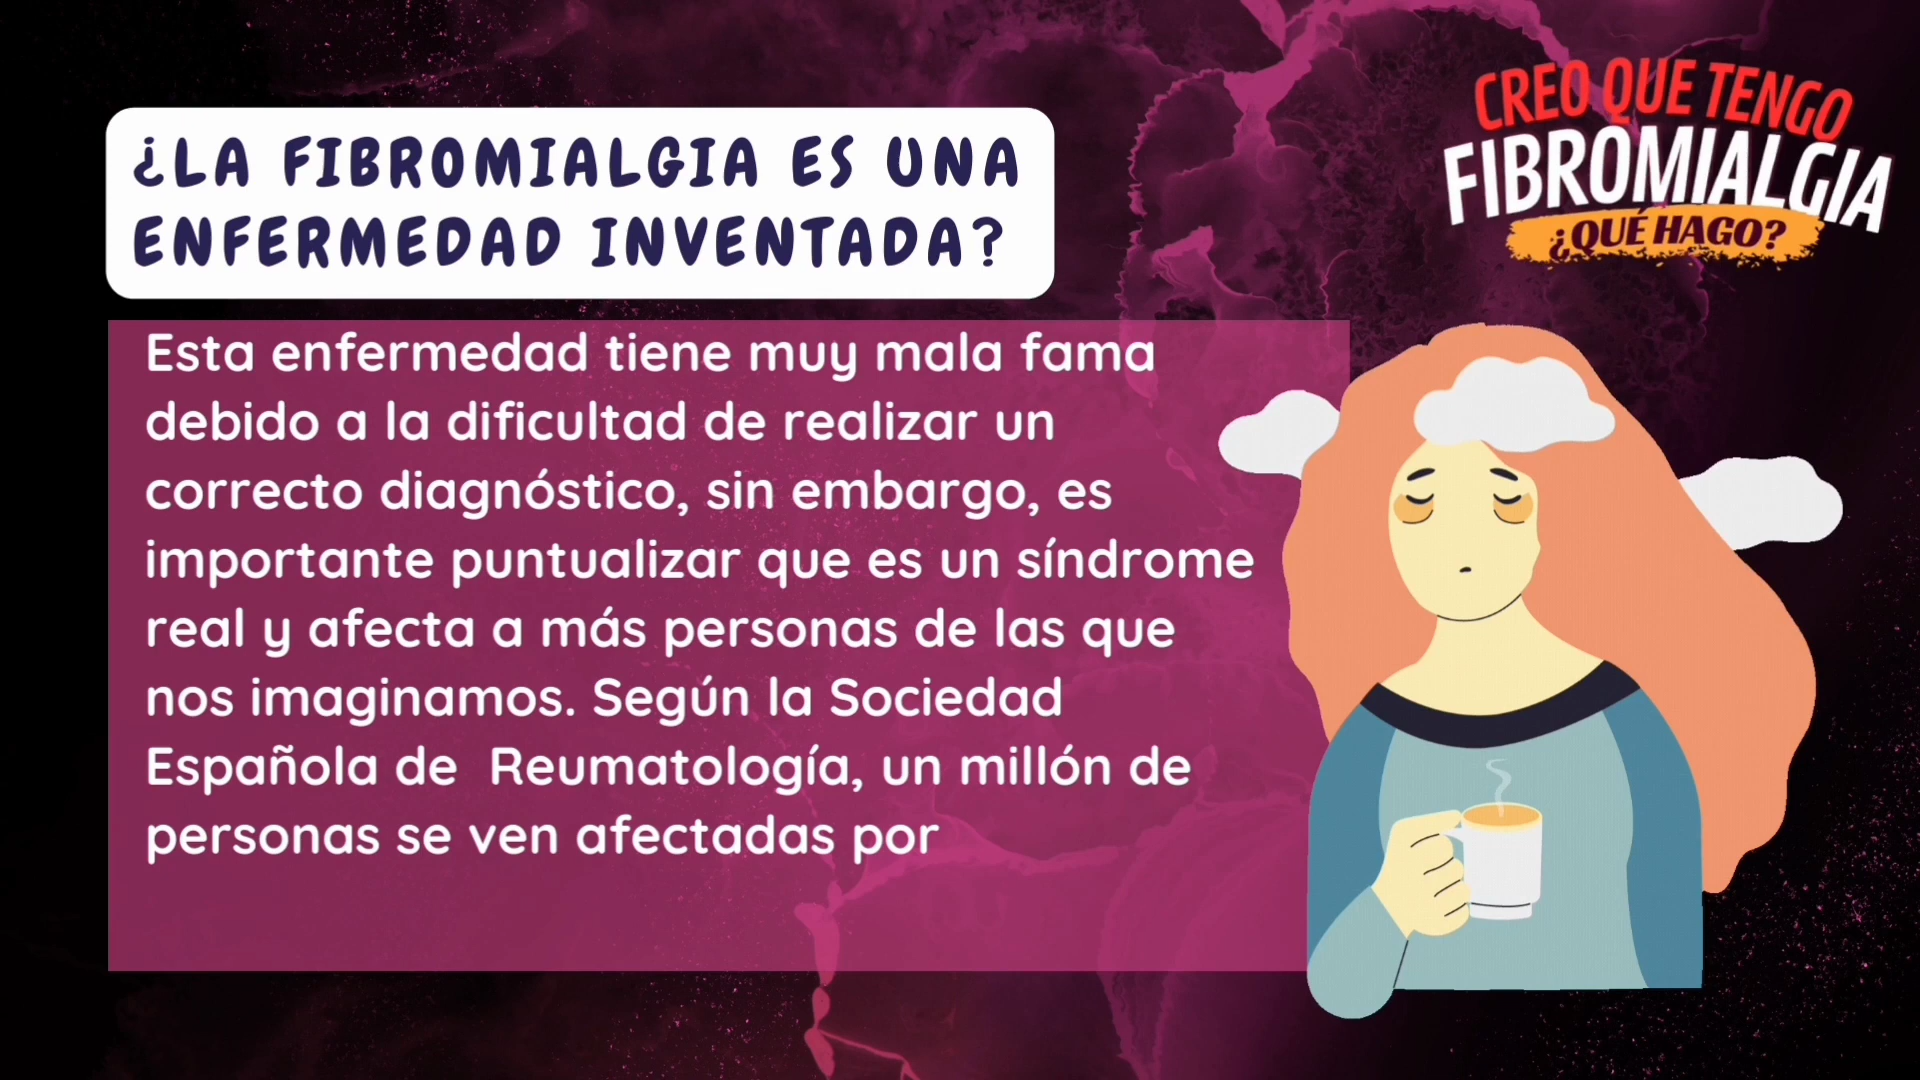 ¿LA FIBROMIALGIA ES UNA
ENFERMEDAD INVENTADA?
CREO QUE TENGO
FIBROMIALGIA
¿QUÉ HAGO?
Esta enfermedad tiene muy mala fama
debido a la dificultad de realizar un
correcto diagnóstico, sin embargo, es
importante puntualizar que es un síndrome
real y afecta a más personas de las que
nos imaginamos. Según la Sociedad
Española de  Reumatología, un millón de
personas se ven afectadas por